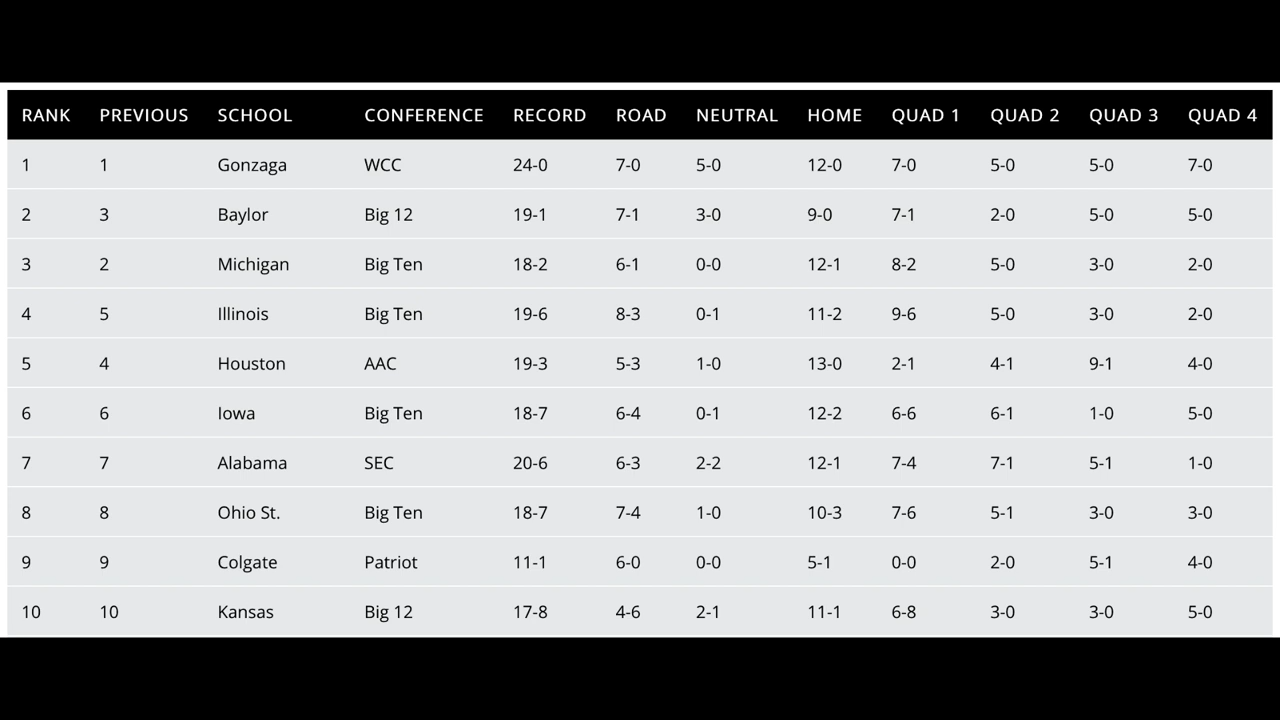 RANK PREVIOUS SCHOOL CONFERENCE RECORD ROAD NEUTRAL HOME QUAD 1 QUAD 2 QUAD 3 QUAD 4
1 1 Gonzaga WCC 24-0 7-0 5-0 12-0 7-0 5-0 5-0 7-0
2 3 Baylor Big 12 19-1 7-1 3-0 9-0 7-1 2-0 5-0 5-0
3 2 Michigan Big Ten 18-2 6-1 0-0 12-1 8-2 5-0 3-0 2-0
4 5 Illinois Big Ten 19-6 8-3 0-1 11-2 9-6 5-0 3-0 2-0
5 4 Houston AAC 19-3 5-3 1-0 13-0 2-1 4-1 9-1 4-0
6 6 Iowa Big Ten 18-7 6-4 0-1 12-2 6-6 6-1 1-0 5-0
7 7 Alabama SEC 20-6 6-3 2-2 12-1 7-4 7-1 5-1 1-0
8 8 Ohio St. Big Ten 18-7 7-4 1-0 10-3 7-6 5-1 3-0 3-0
9 9 Colgate Patriot 11-1 6-0 0-0 5-1 0-0 2-0 5-1 4-0
10 10 Kansas Big 12 17-8 4-6 2-1 11-1 6-8 3-0 3-0 5-0